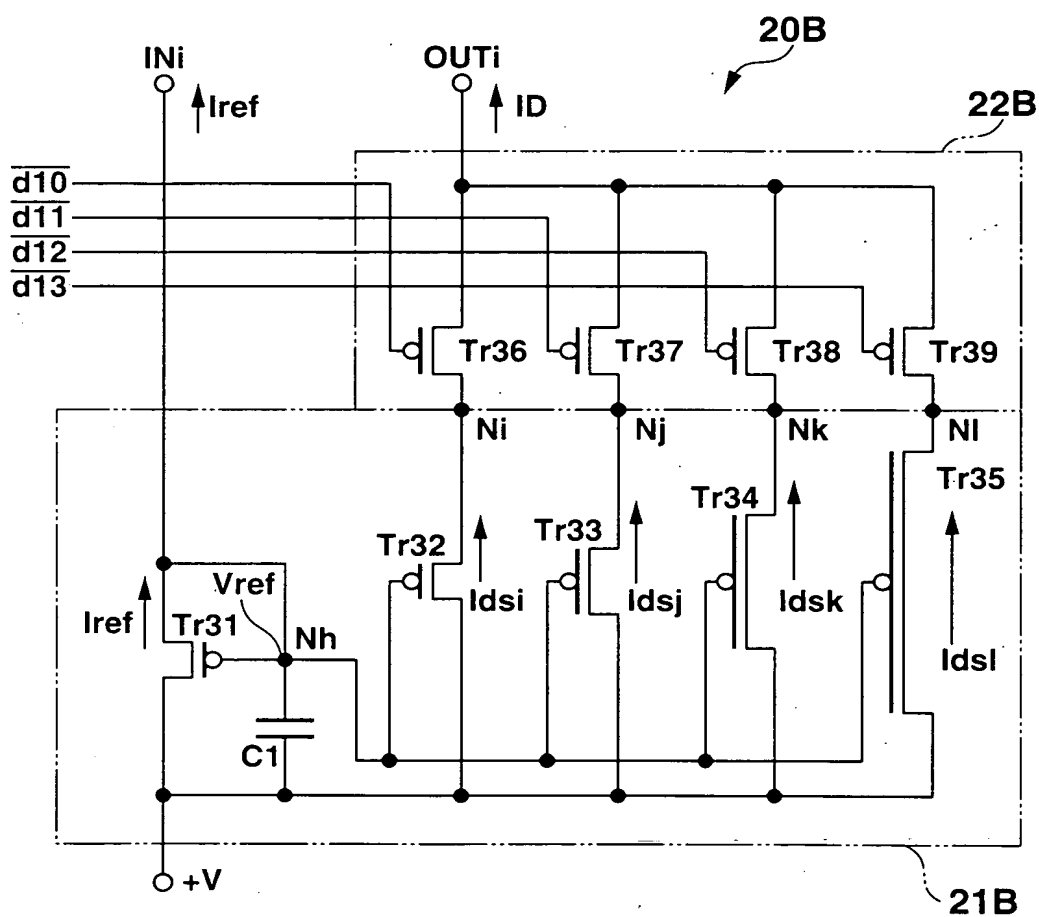 20B
INi
OUTi
Iref
ID
22B
d10
d11
d12
d13
Tr36
Tr37
Tr38
Tr39
Ni
Nj
Nk
Nl
Tr35
Tr34
Tr33
Tr32
Idsi
Idsj
Idsk
Idsl
Vref
Iref
Tr31
Nh
C1
+V
21B